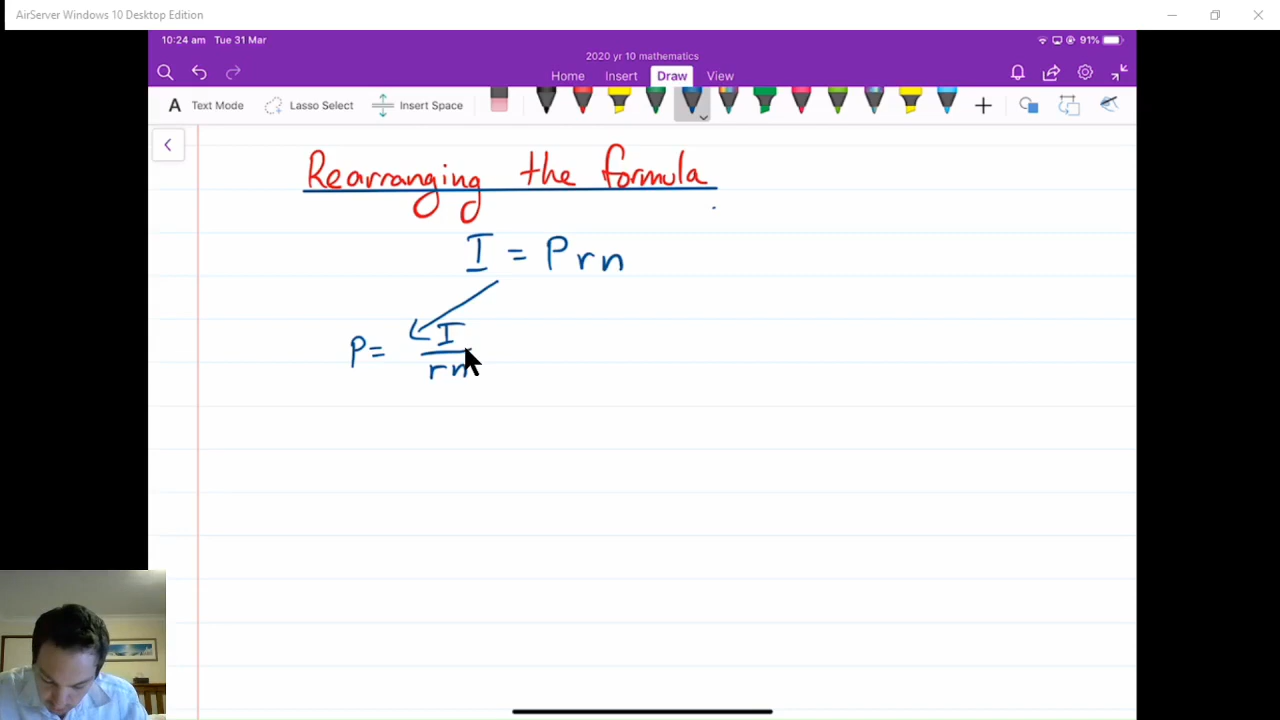 AirServer Windows 10 Desktop Edition
10:24 am Tue 31 Mar 91%
2020 yr 10 mathematics
Home Insert Draw View
A Text Mode Lasso Select Insert Space
Rearranging the formula
I = Prn
P = I
rn